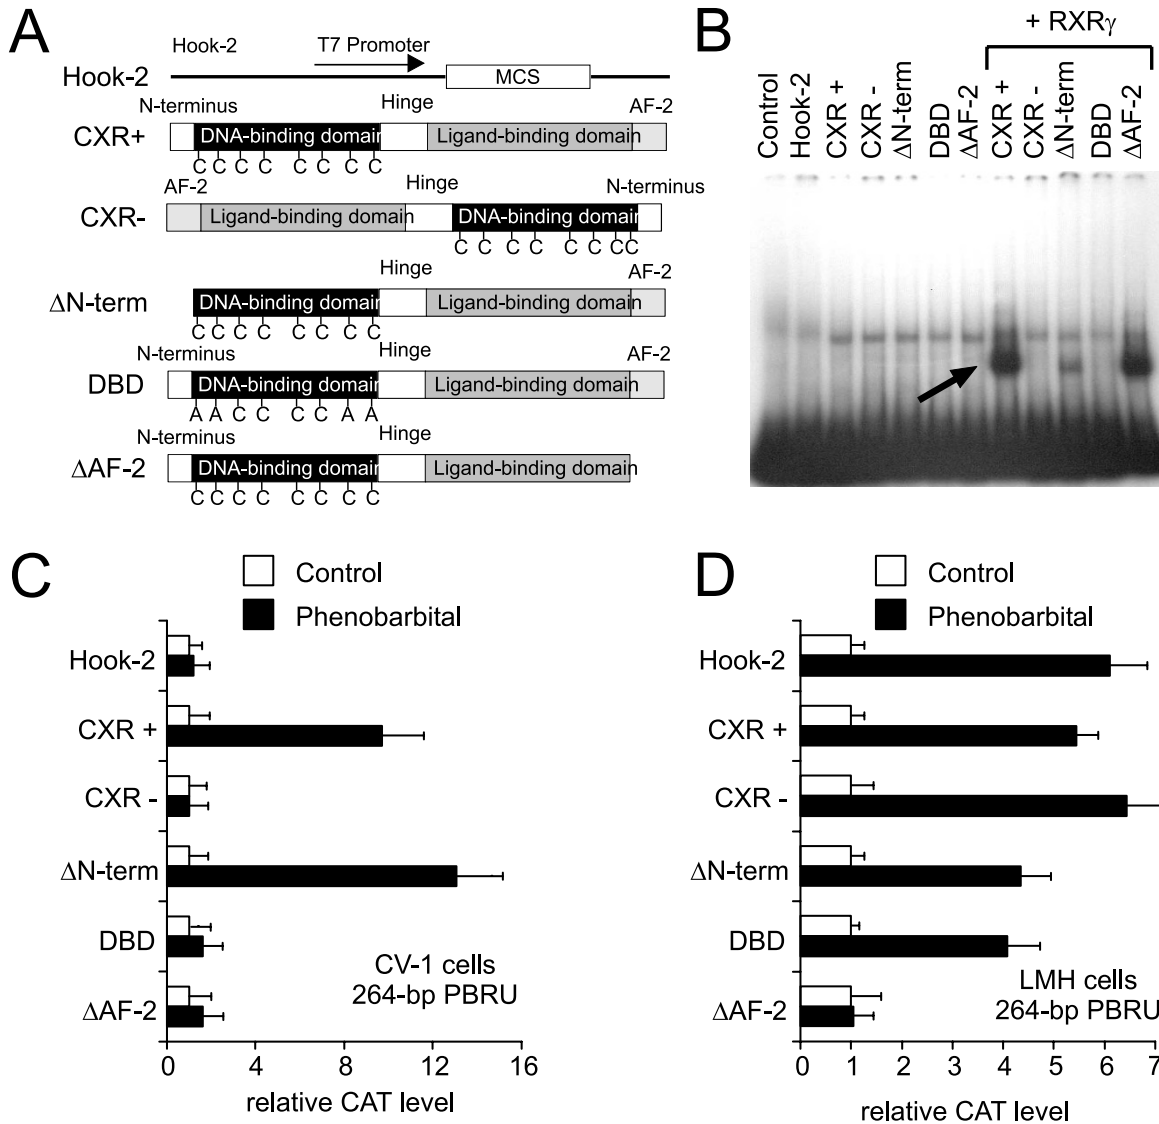 A
Hook-2
T7 Promoter
Hook-2
MCS
N-terminus
Hinge
AF-2
CXR+
DNA-binding domain
Ligand-binding domain
C C C C C C C C
AF-2
Hinge
N-terminus
CXR-
Ligand-binding domain
DNA-binding domain
C C C C C C C C
Hinge
AF-2
ΔN-term
DNA-binding domain
Ligand-binding domain
C C C C C C C C
N-terminus
Hinge
AF-2
DBD
DNA-binding domain
Ligand-binding domain
A A C C C C A A
N-terminus
Hinge
ΔAF-2
DNA-binding domain
Ligand-binding domain
C C C C C C C C
B
+ RXRγ
Control
Hook-2
CXR +
CXR -
ΔN-term
DBD
ΔAF-2
CXR +
CXR -
ΔN-term
DBD
ΔAF-2
C
Control
Phenobarbital
Hook-2
CXR +
CXR -
ΔN-term
DBD
ΔAF-2
CV-1 cells
264-bp PBRU
0 4 8 12 16
relative CAT level
D
Control
Phenobarbital
Hook-2
CXR +
CXR -
ΔN-term
DBD
ΔAF-2
LMH cells
264-bp PBRU
0 1 2 3 4 5 6 7
relative CAT level